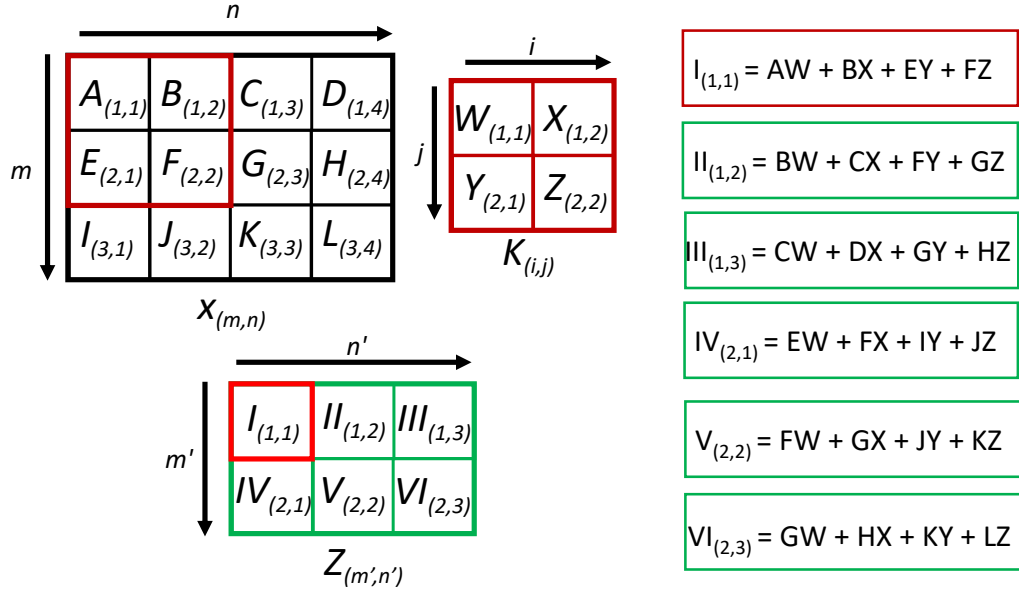 n
m
A(1,1) B(1,2) C(1,3) D(1,4)
E(2,1) F(2,2) G(2,3) H(2,4)
I(3,1) J(3,2) K(3,3) L(3,4)
x(m,n)
i
j
W(1,1) X(1,2)
Y(2,1) Z(2,2)
K(i,j)
n'
m'
I(1,1) II(1,2) III(1,3)
IV(2,1) V(2,2) VI(2,3)
Z(m',n')
I(1,1) = AW + BX + EY + FZ
II(1,2) = BW + CX + FY + GZ
III(1,3) = CW + DX + GY + HZ
IV(2,1) = EW + FX + IY + JZ
V(2,2) = FW + GX + JY + KZ
VI(2,3) = GW + HX + KY + LZ